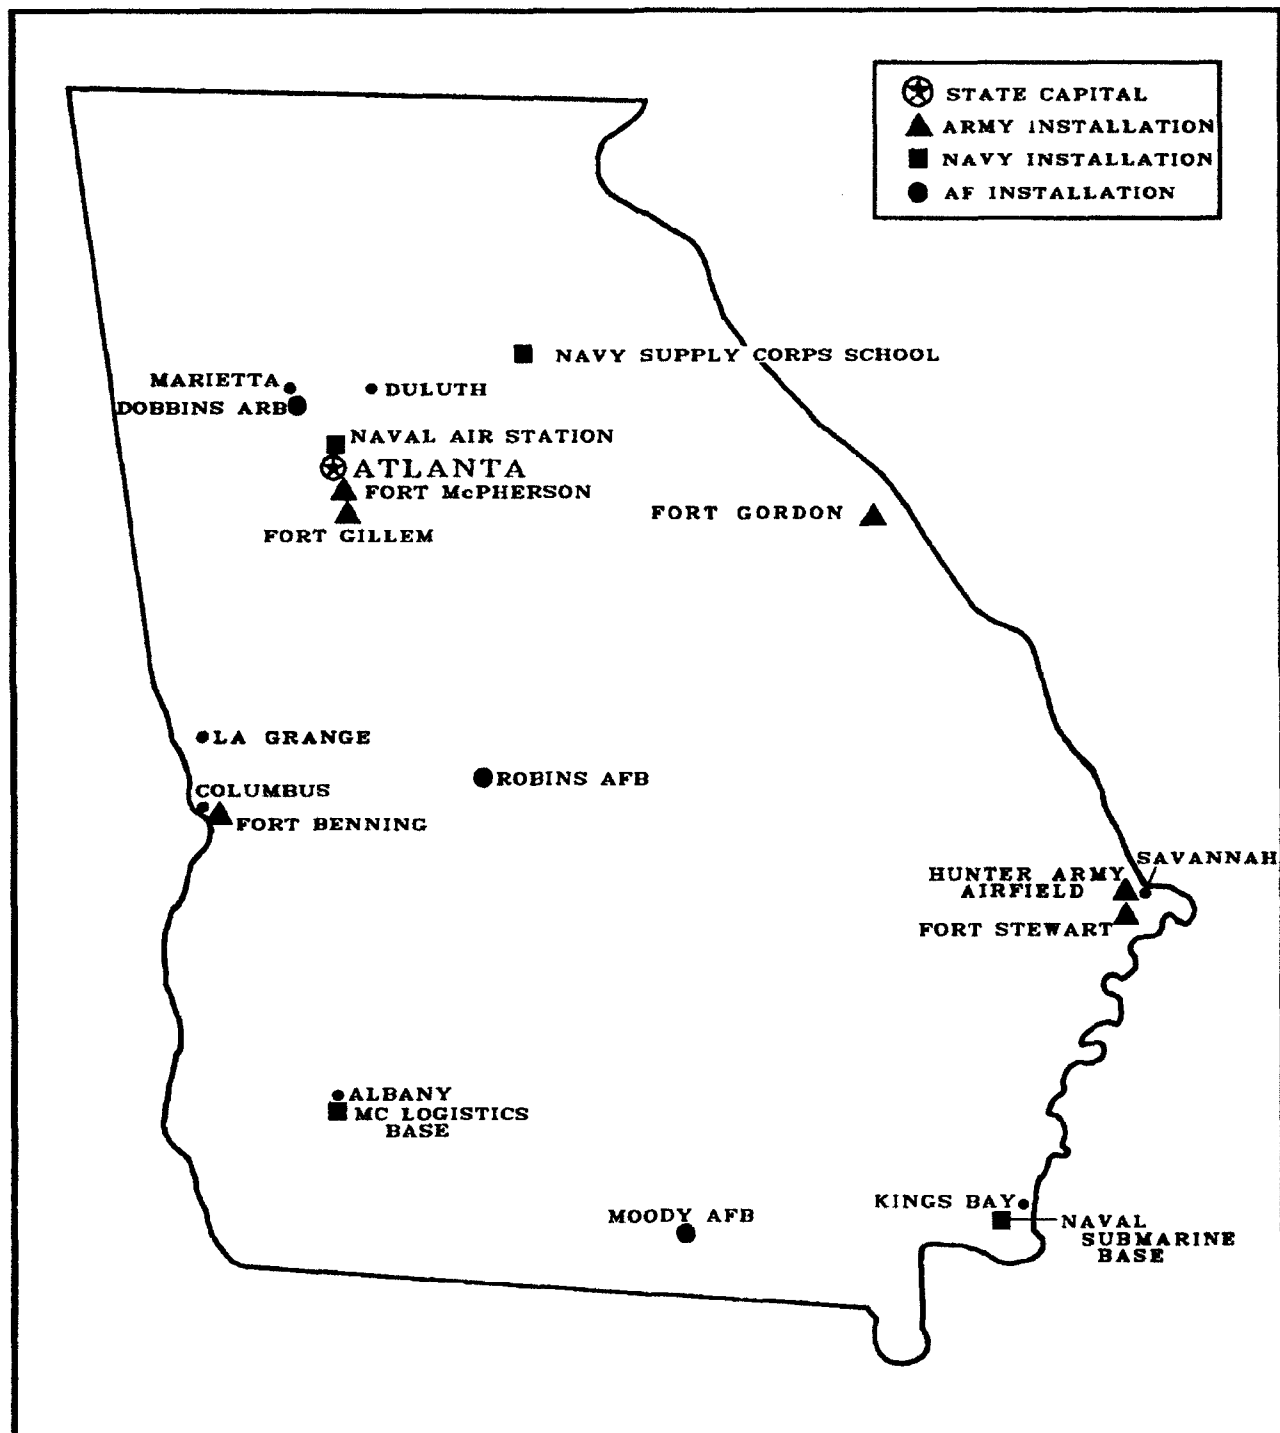 STATE CAPITAL
ARMY INSTALLATION
NAVY INSTALLATION
AF INSTALLATION
NAVY SUPPLY CORPS SCHOOL
MARIETTA
DULUTH
DOBBINS ARB
NAVAL AIR STATION
ATLANTA
FORT McPHERSON
FORT GORDON
FORT GILLEM
LA GRANGE
ROBINS AFB
COLUMBUS
FORT BENNING
SAVANNAH
HUNTER ARMY
AIRFIELD
FORT STEWART
ALBANY
MC LOGISTICS
BASE
KINGS BAY
MOODY AFB
NAVAL
SUBMARINE
BASE